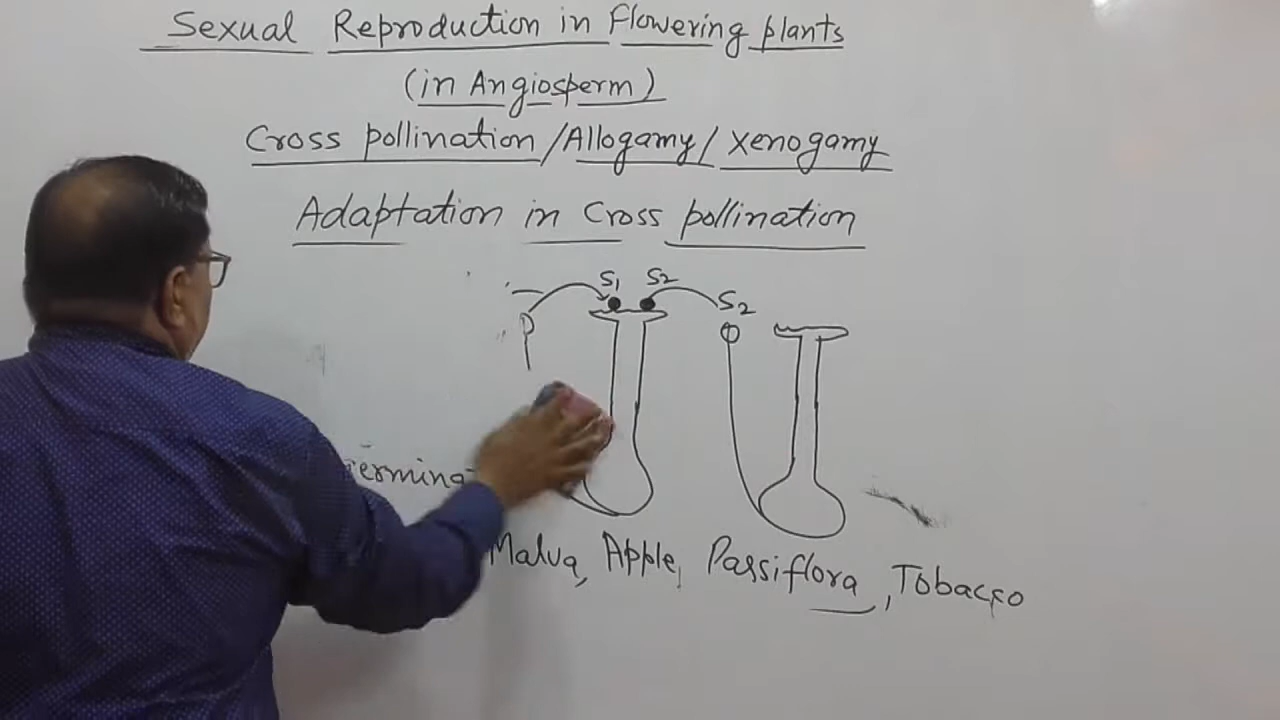 Sexual Reproduction in Flowering plants
(in Angiosperm)
Cross pollination/Allogamy/Xenogamy
Adaptation in Cross pollination
S1 S2 S2
Malva, Apple, Passiflora, Tobacco